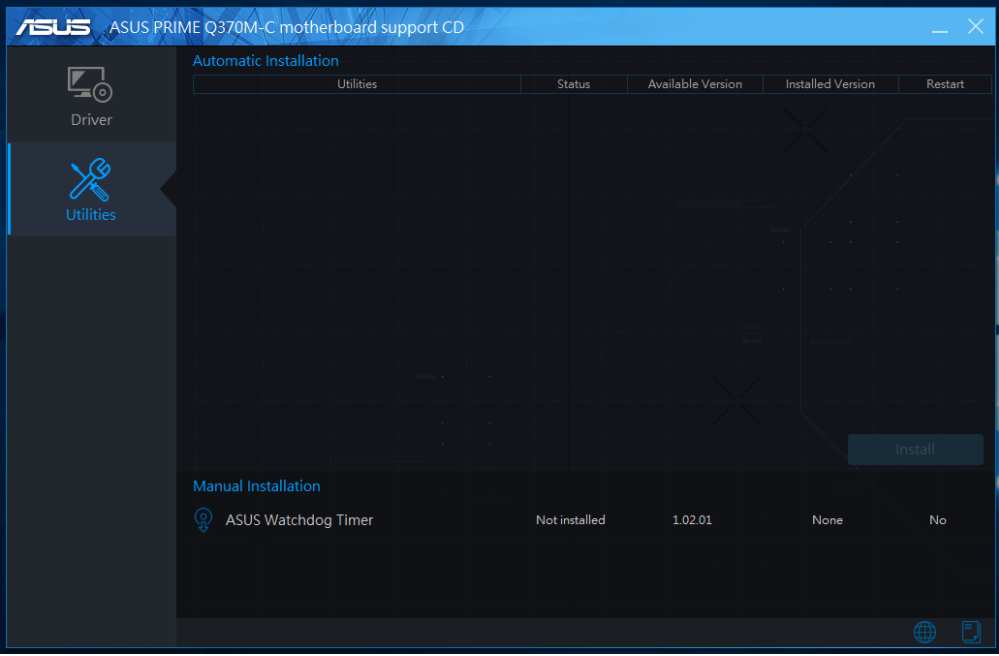 ASUS ASUS PRIME Q370M-C motherboard support CD
Driver
Utilities
Automatic Installation
Utilities Status Available Version Installed Version Restart
Install
Manual Installation
ASUS Watchdog Timer Not installed 1.02.01 None No